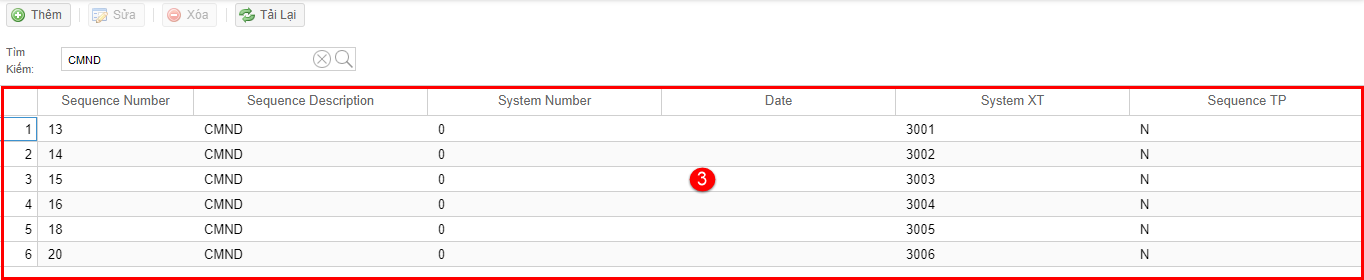 Thêm Sửa Xóa Tải Lại
Tìm
Kiếm:
CMND
Sequence Number Sequence Description System Number Date System XT Sequence TP
1 13 CMND 0 3001 N
2 14 CMND 0 3002 N
3 15 CMND 0 3 3003 N
4 16 CMND 0 3004 N
5 18 CMND 0 3005 N
6 20 CMND 0 3006 N